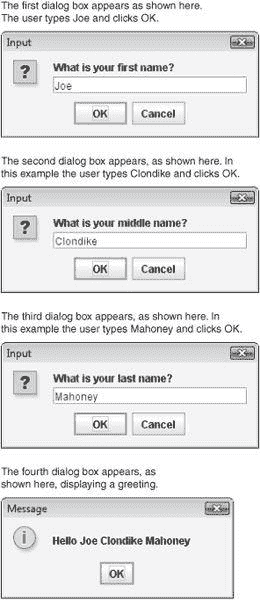 The first dialog box appears as shown here.
The user types Joe and clicks OK.
Input
What is your first name?
Joe
OK Cancel
The second dialog box appears, as shown here. In
this example the user types Clondike and clicks OK.
Input
What is your middle name?
Clondike
OK Cancel
The third dialog box appears, as shown here. In
this example the user types Mahoney and clicks OK.
Input
What is your last name?
Mahoney
OK Cancel
The fourth dialog box appears, as
shown here, displaying a greeting.
Message
Hello Joe Clondike Mahoney
OK